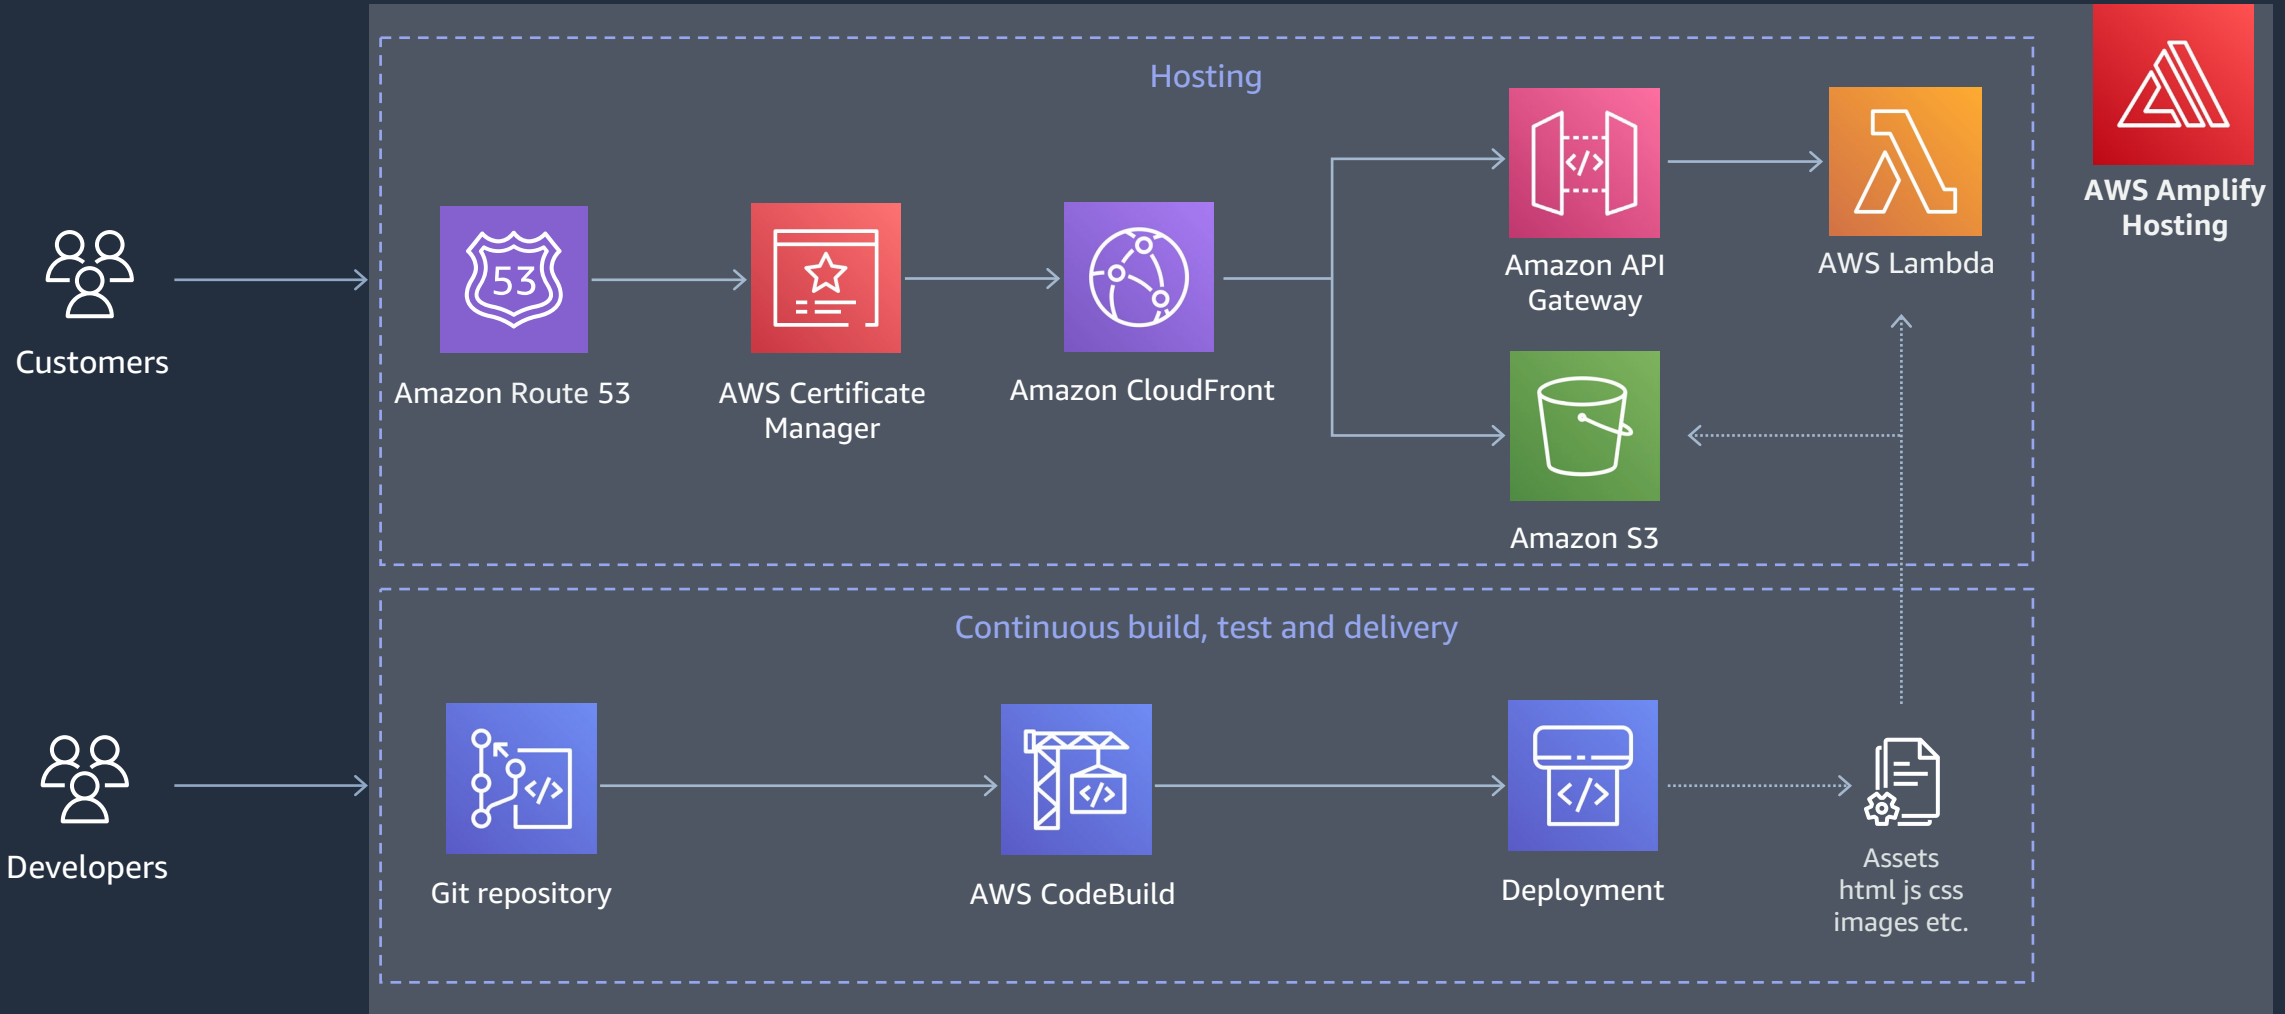 Hosting
AWS Amplify
Hosting
53
</>
Amazon API
Gateway
AWS Lambda
Customers
Amazon Route 53
AWS Certificate
Manager
Amazon CloudFront
Amazon S3
Continuous build, test and delivery
</>
</>
</>
Developers
Git repository
AWS CodeBuild
Deployment
Assets
html js css
images etc.